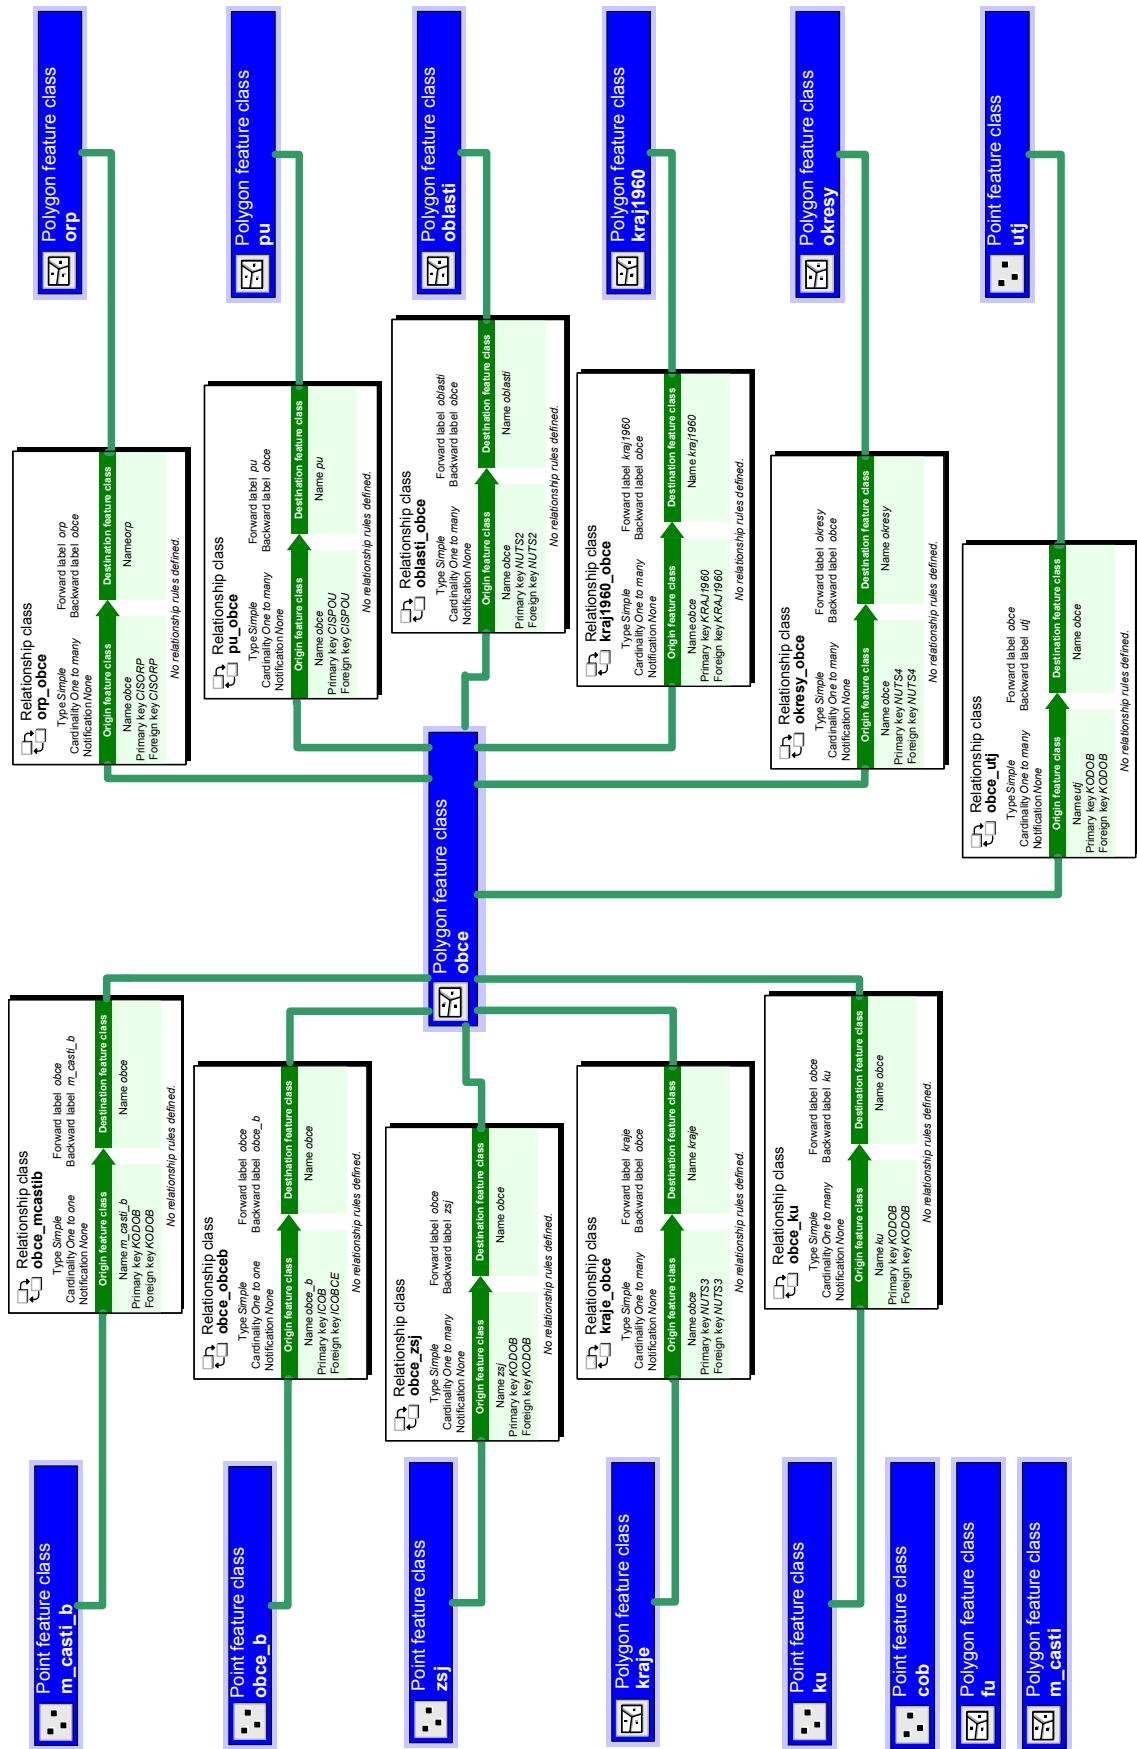 Point feature class
m_casti_b
Relationship class
obce_mcastib
Type Simple
Cardinality One to one
Notification None
Forward label obce
Backward label m_casti_b
Origin feature class
Destination feature class
Name m_casti_b
Primary key KODOB
Foreign key KODOB
Name obce
No relationship rules defined.
Relationship class
orp_obce
Type Simple
Cardinality One to many
Notification None
Forward label orp
Backward label obce
Origin feature class
Destination feature class
Name obce
Primary key CISORP
Foreign key CISORP
Name orp
No relationship rules defined.
Polygon feature class
orp
Point feature class
obce_b
Relationship class
obce_obceb
Type Simple
Cardinality One to one
Notification None
Forward label obce
Backward label obce_b
Origin feature class
Destination feature class
Name obce_b
Primary key ICOB
Foreign key ICOBCE
Name obce
No relationship rules defined.
Relationship class
pu_obce
Type Simple
Cardinality One to many
Notification None
Forward label pu
Backward label obce
Origin feature class
Destination feature class
Name obce
Primary key CISPOU
Foreign key CISPOU
Name pu
No relationship rules defined.
Polygon feature class
pu
Point feature class
zsj
Relationship class
obce_zsj
Type Simple
Cardinality One to many
Notification None
Forward label obce
Backward label zsj
Origin feature class
Destination feature class
Name zsj
Primary key KODOB
Foreign key KODOB
Name obce
No relationship rules defined.
Polygon feature class
obce
Relationship class
oblasti_obce
Type Simple
Cardinality One to many
Notification None
Forward label oblasti
Backward label obce
Origin feature class
Destination feature class
Name obce
Primary key NUTS2
Foreign key NUTS2
Name oblasti
No relationship rules defined.
Polygon feature class
oblasti
Polygon feature class
kraje
Relationship class
kraje_obce
Type Simple
Cardinality One to many
Notification None
Forward label kraje
Backward label obce
Origin feature class
Destination feature class
Name obce
Primary key NUTS3
Foreign key NUTS3
Name kraje
No relationship rules defined.
Relationship class
kraj1960_obce
Type Simple
Cardinality One to many
Notification None
Forward label kraj1960
Backward label obce
Origin feature class
Destination feature class
Name obce
Primary key KRAJ1960
Foreign key KRAJ1960
Name kraj1960
No relationship rules defined.
Polygon feature class
kraj1960
Point feature class
ku
Relationship class
obce_ku
Type Simple
Cardinality One to many
Notification None
Forward label obce
Backward label ku
Origin feature class
Destination feature class
Name ku
Primary key KODOB
Foreign key KODOB
Name obce
No relationship rules defined.
Relationship class
okresy_obce
Type Simple
Cardinality One to many
Notification None
Forward label okresy
Backward label obce
Origin feature class
Destination feature class
Name obce
Primary key NUTS4
Foreign key NUTS4
Name okresy
No relationship rules defined.
Polygon feature class
okresy
Point feature class
cob
Polygon feature class
fu
Relationship class
obce_utj
Type Simple
Cardinality One to many
Notification None
Forward label obce
Backward label utj
Origin feature class
Destination feature class
Name utj
Primary key KODOB
Foreign key KODOB
Name obce
No relationship rules defined.
Point feature class
utj
Polygon feature class
m_casti